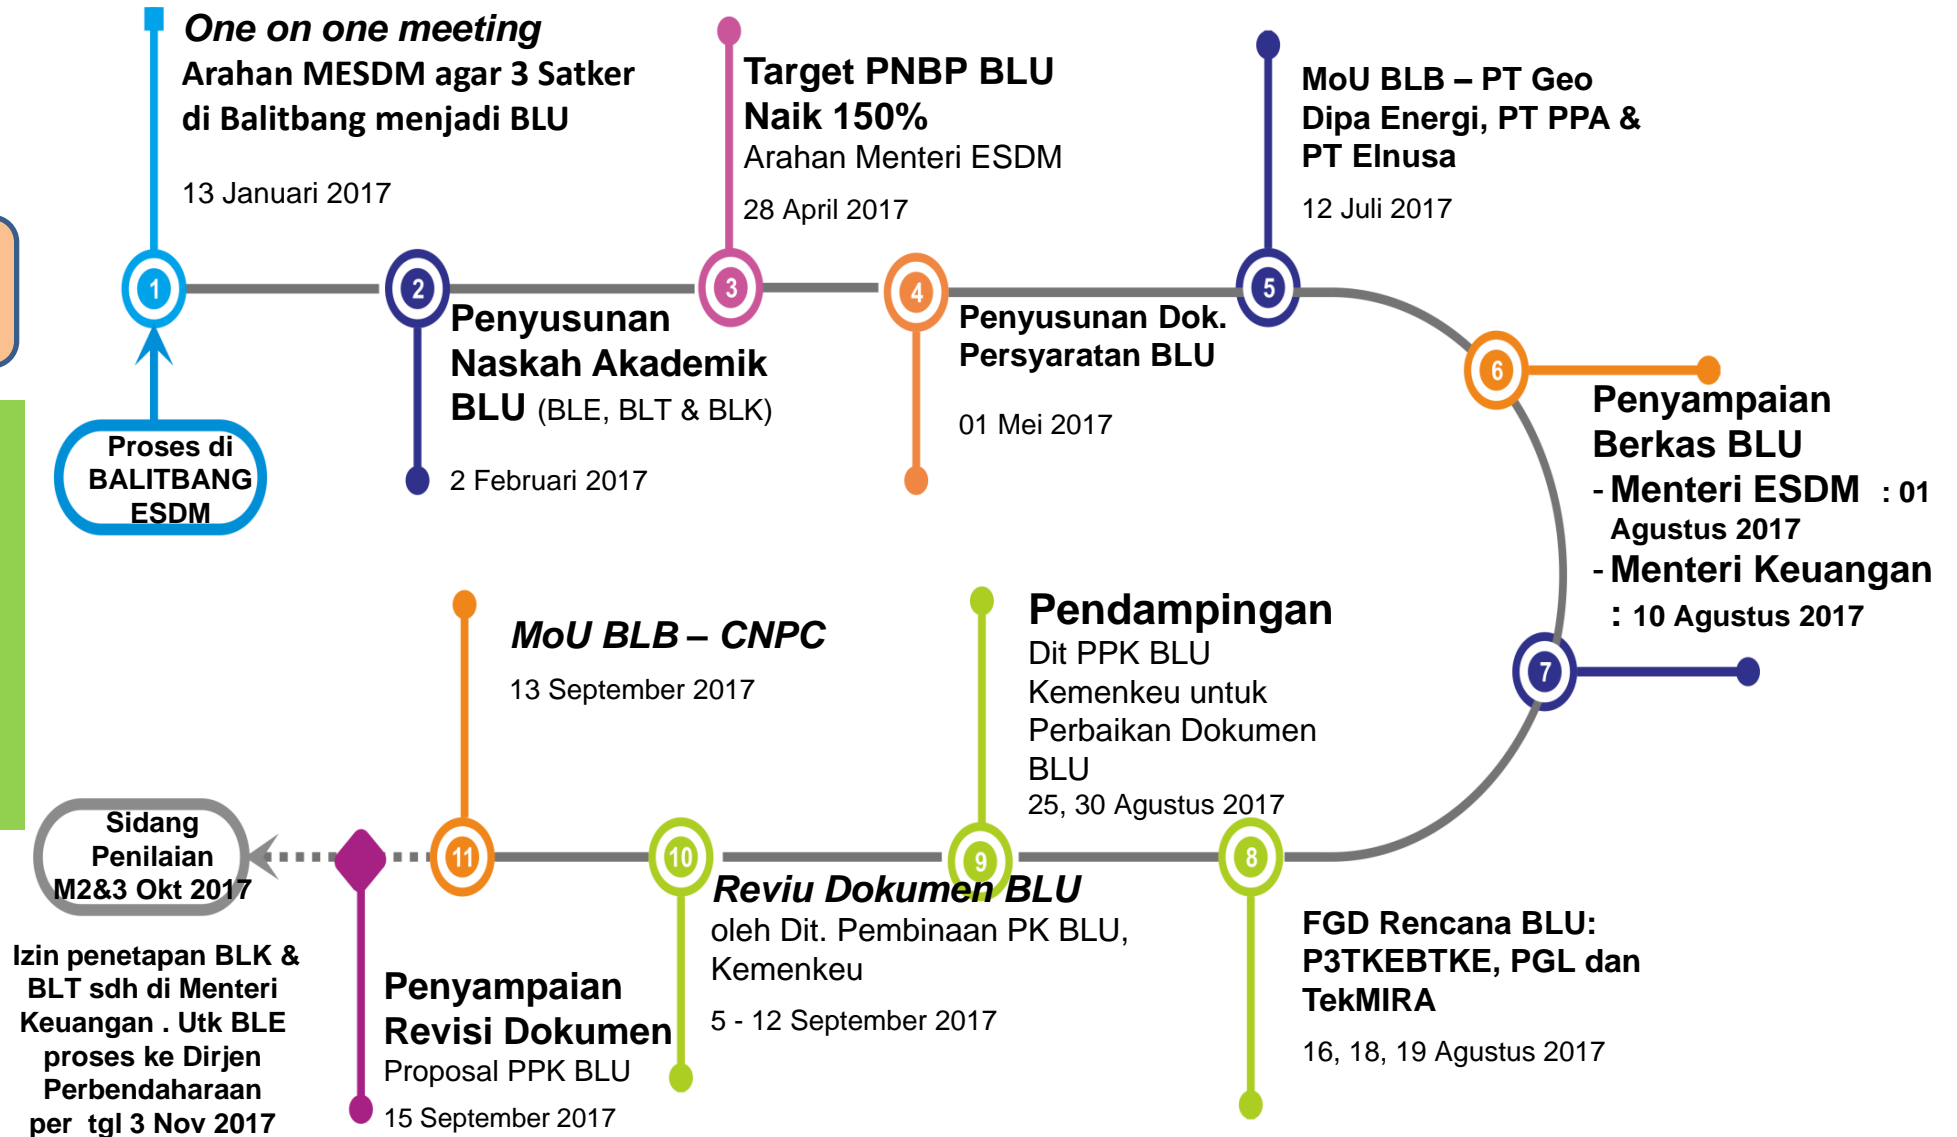 One on one meeting
Arahan MESDM agar 3 Satker
di Balitbang menjadi BLU
13 Januari 2017
Target PNBP BLU
Naik 150%
Arahan Menteri ESDM
28 April 2017
MoU BLB – PT Geo
Dipa Energi, PT PPA &
PT Elnusa
12 Juli 2017
1
2
3
4
5
Penyusunan
Naskah Akademik
BLU (BLE, BLT & BLK)
2 Februari 2017
Penyusunan Dok.
Persyaratan BLU
01 Mei 2017
6
Penyampaian
Berkas BLU
- Menteri ESDM : 01
Agustus 2017
- Menteri Keuangan
: 10 Agustus 2017
Proses di
BALITBANG
ESDM
7
MoU BLB – CNPC
13 September 2017
Pendampingan
Dit PPK BLU
Kemenkeu untuk
Perbaikan Dokumen
BLU
25, 30 Agustus 2017
8
9
10
11
Sidang
Penilaian
M2&3 Okt 2017
Reviu Dokumen BLU
oleh Dit. Pembinaan PK BLU,
Kemenkeu
5 - 12 September 2017
FGD Rencana BLU:
P3TKEBTKE, PGL dan
TekMIRA
16, 18, 19 Agustus 2017
Penyampaian
Revisi Dokumen
Proposal PPK BLU
15 September 2017
Izin penetapan BLK &
BLT sdh di Menteri
Keuangan . Utk BLE
proses ke Dirjen
Perbendaharaan
per tgl 3 Nov 2017